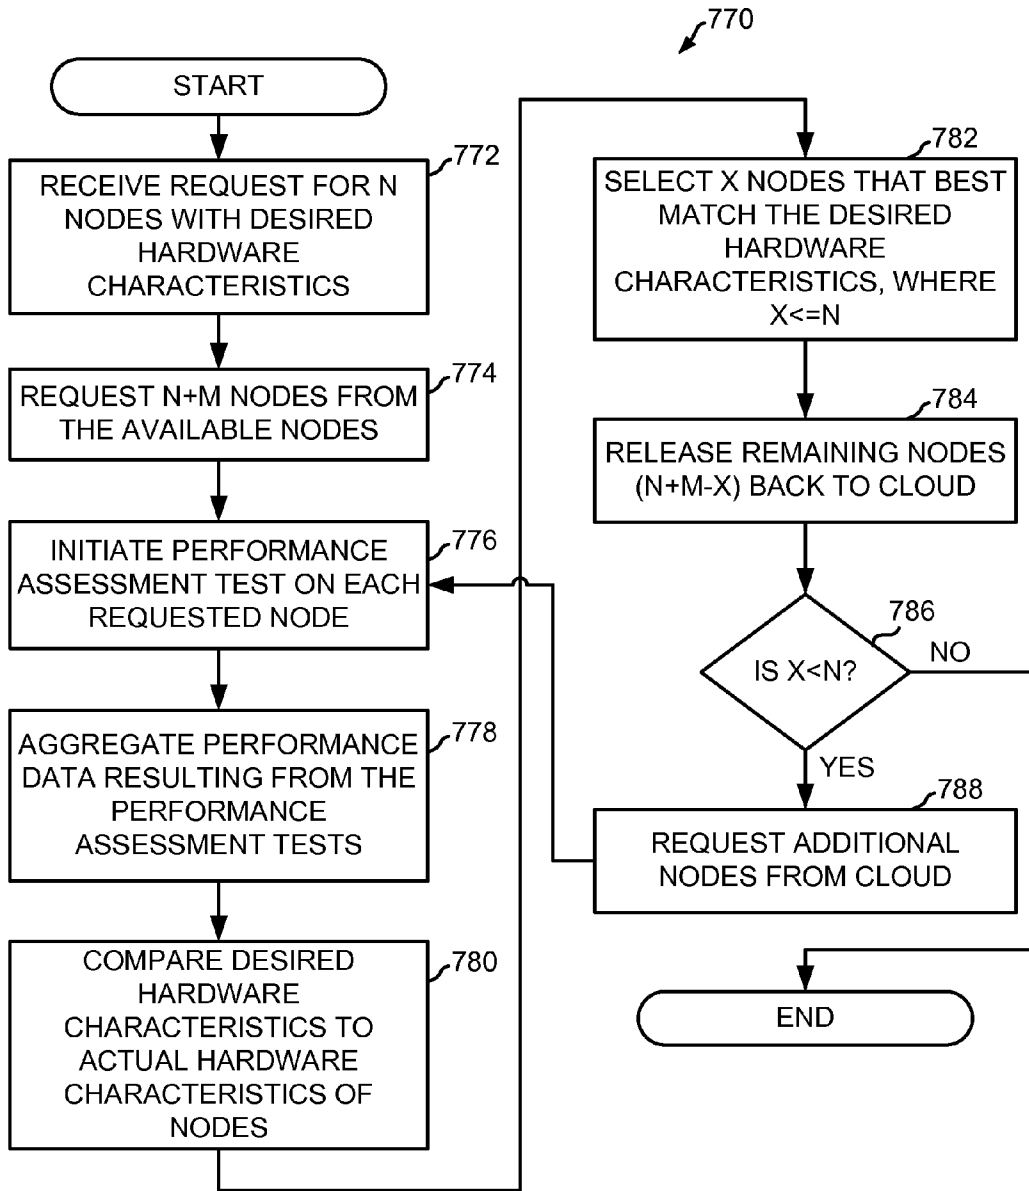 770
START
772
RECEIVE REQUEST FOR N
NODES WITH DESIRED
HARDWARE
CHARACTERISTICS
774
REQUEST N+M NODES FROM
THE AVAILABLE NODES
776
INITIATE PERFORMANCE
ASSESSMENT TEST ON EACH
REQUESTED NODE
778
AGGREGATE PERFORMANCE
DATA RESULTING FROM THE
PERFORMANCE
ASSESSMENT TESTS
780
COMPARE DESIRED
HARDWARE
CHARACTERISTICS TO
ACTUAL HARDWARE
CHARACTERISTICS OF
NODES
782
SELECT X NODES THAT BEST
MATCH THE DESIRED
HARDWARE
CHARACTERISTICS, WHERE
X<=N
784
RELEASE REMAINING NODES
(N+M-X) BACK TO CLOUD
786
IS X<N?
NO
YES
788
REQUEST ADDITIONAL
NODES FROM CLOUD
END